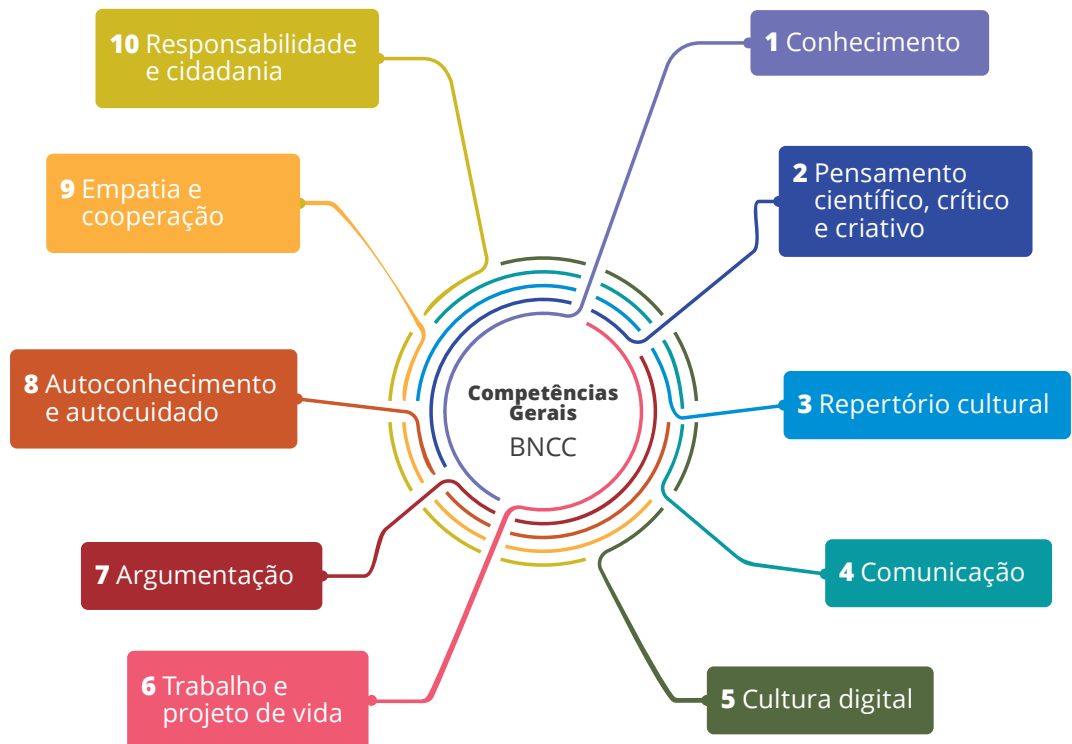 10 Responsabilidade
e cidadania
1 Conhecimento
9 Empatia e
cooperação
2 Pensamento
científico, crítico
e criativo
8 Autoconhecimento
e autocuidado
Competências
Gerais
BNCC
3 Repertório cultural
7 Argumentação
4 Comunicação
6 Trabalho e
projeto de vida
5 Cultura digital